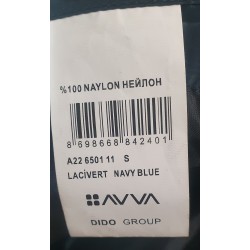 %100 NAYLON НЕЙЛОН
8 698668 842401
A22 6501 11 S
LACİVERT NAVY BLUE
AVVA
DIDO GROUP